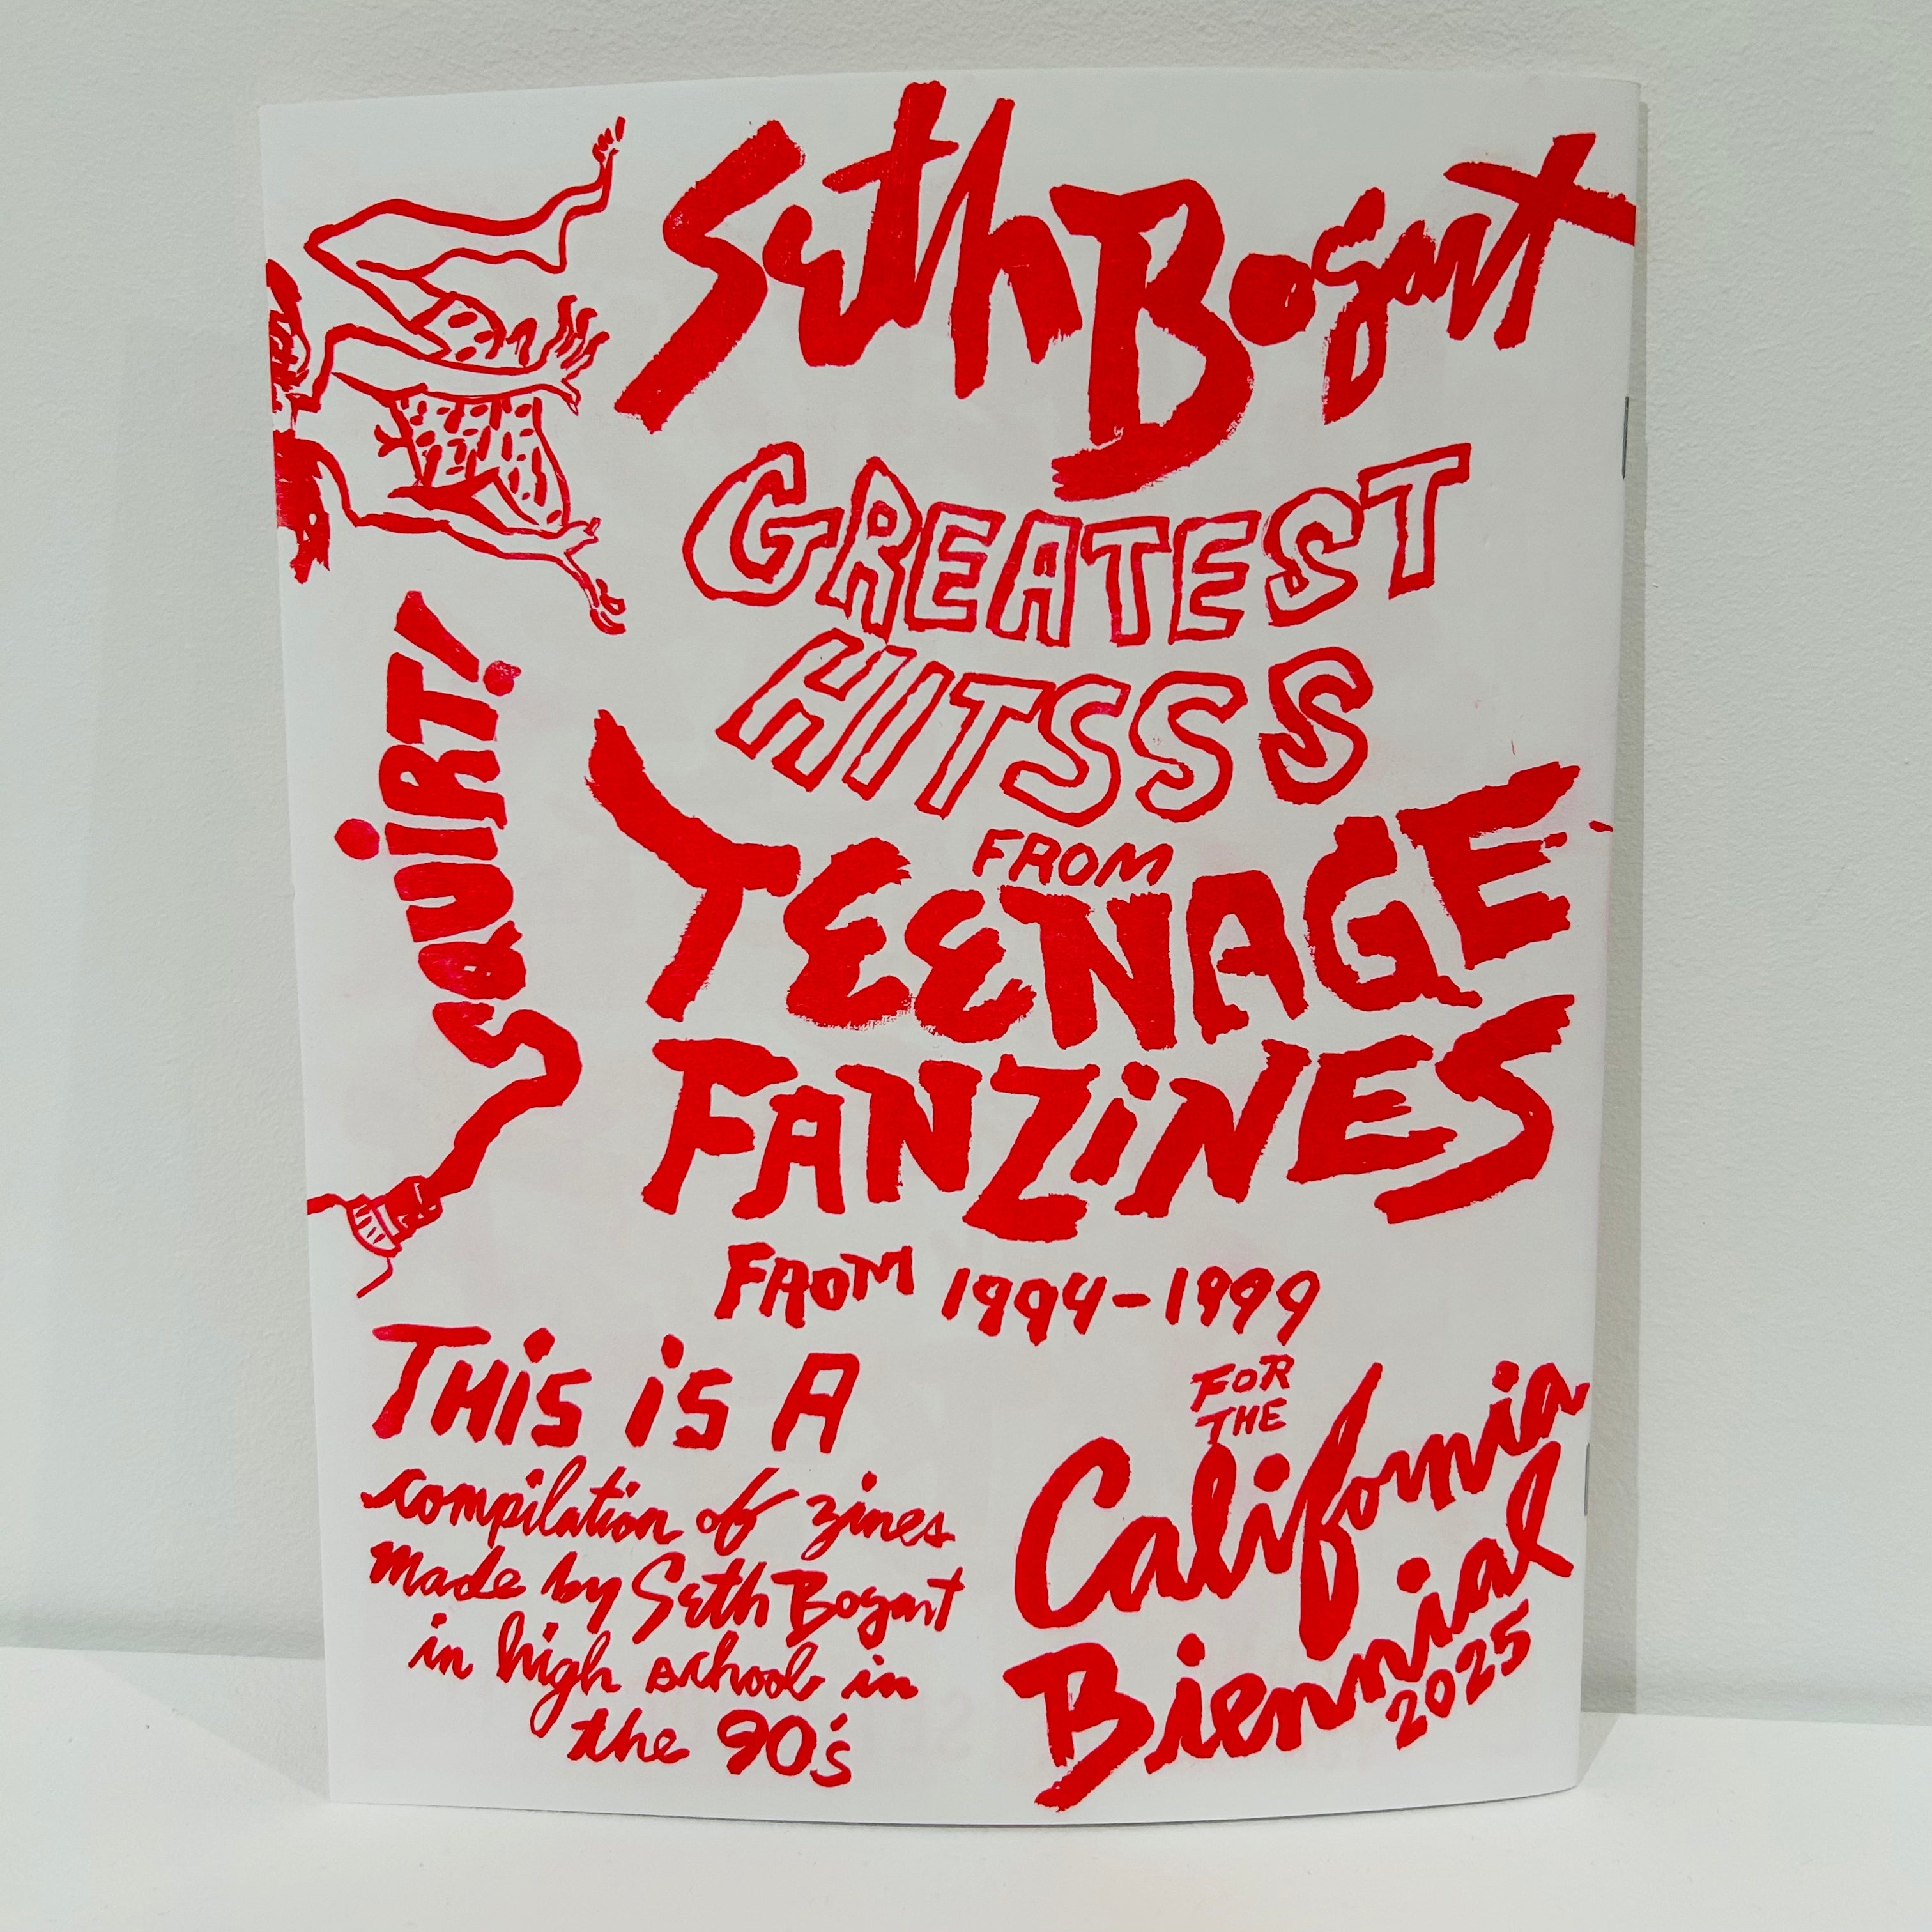 Seth Bogart
GREATEST
HITSSS
FROM
TEENAGE
FANZiNES
FROM 1994-1999
SQUiRT!
THiS iS A
compilation of zines
made by Seth Bogart
in high school in
the 90's
FOR
THE
California
Biennial
2025